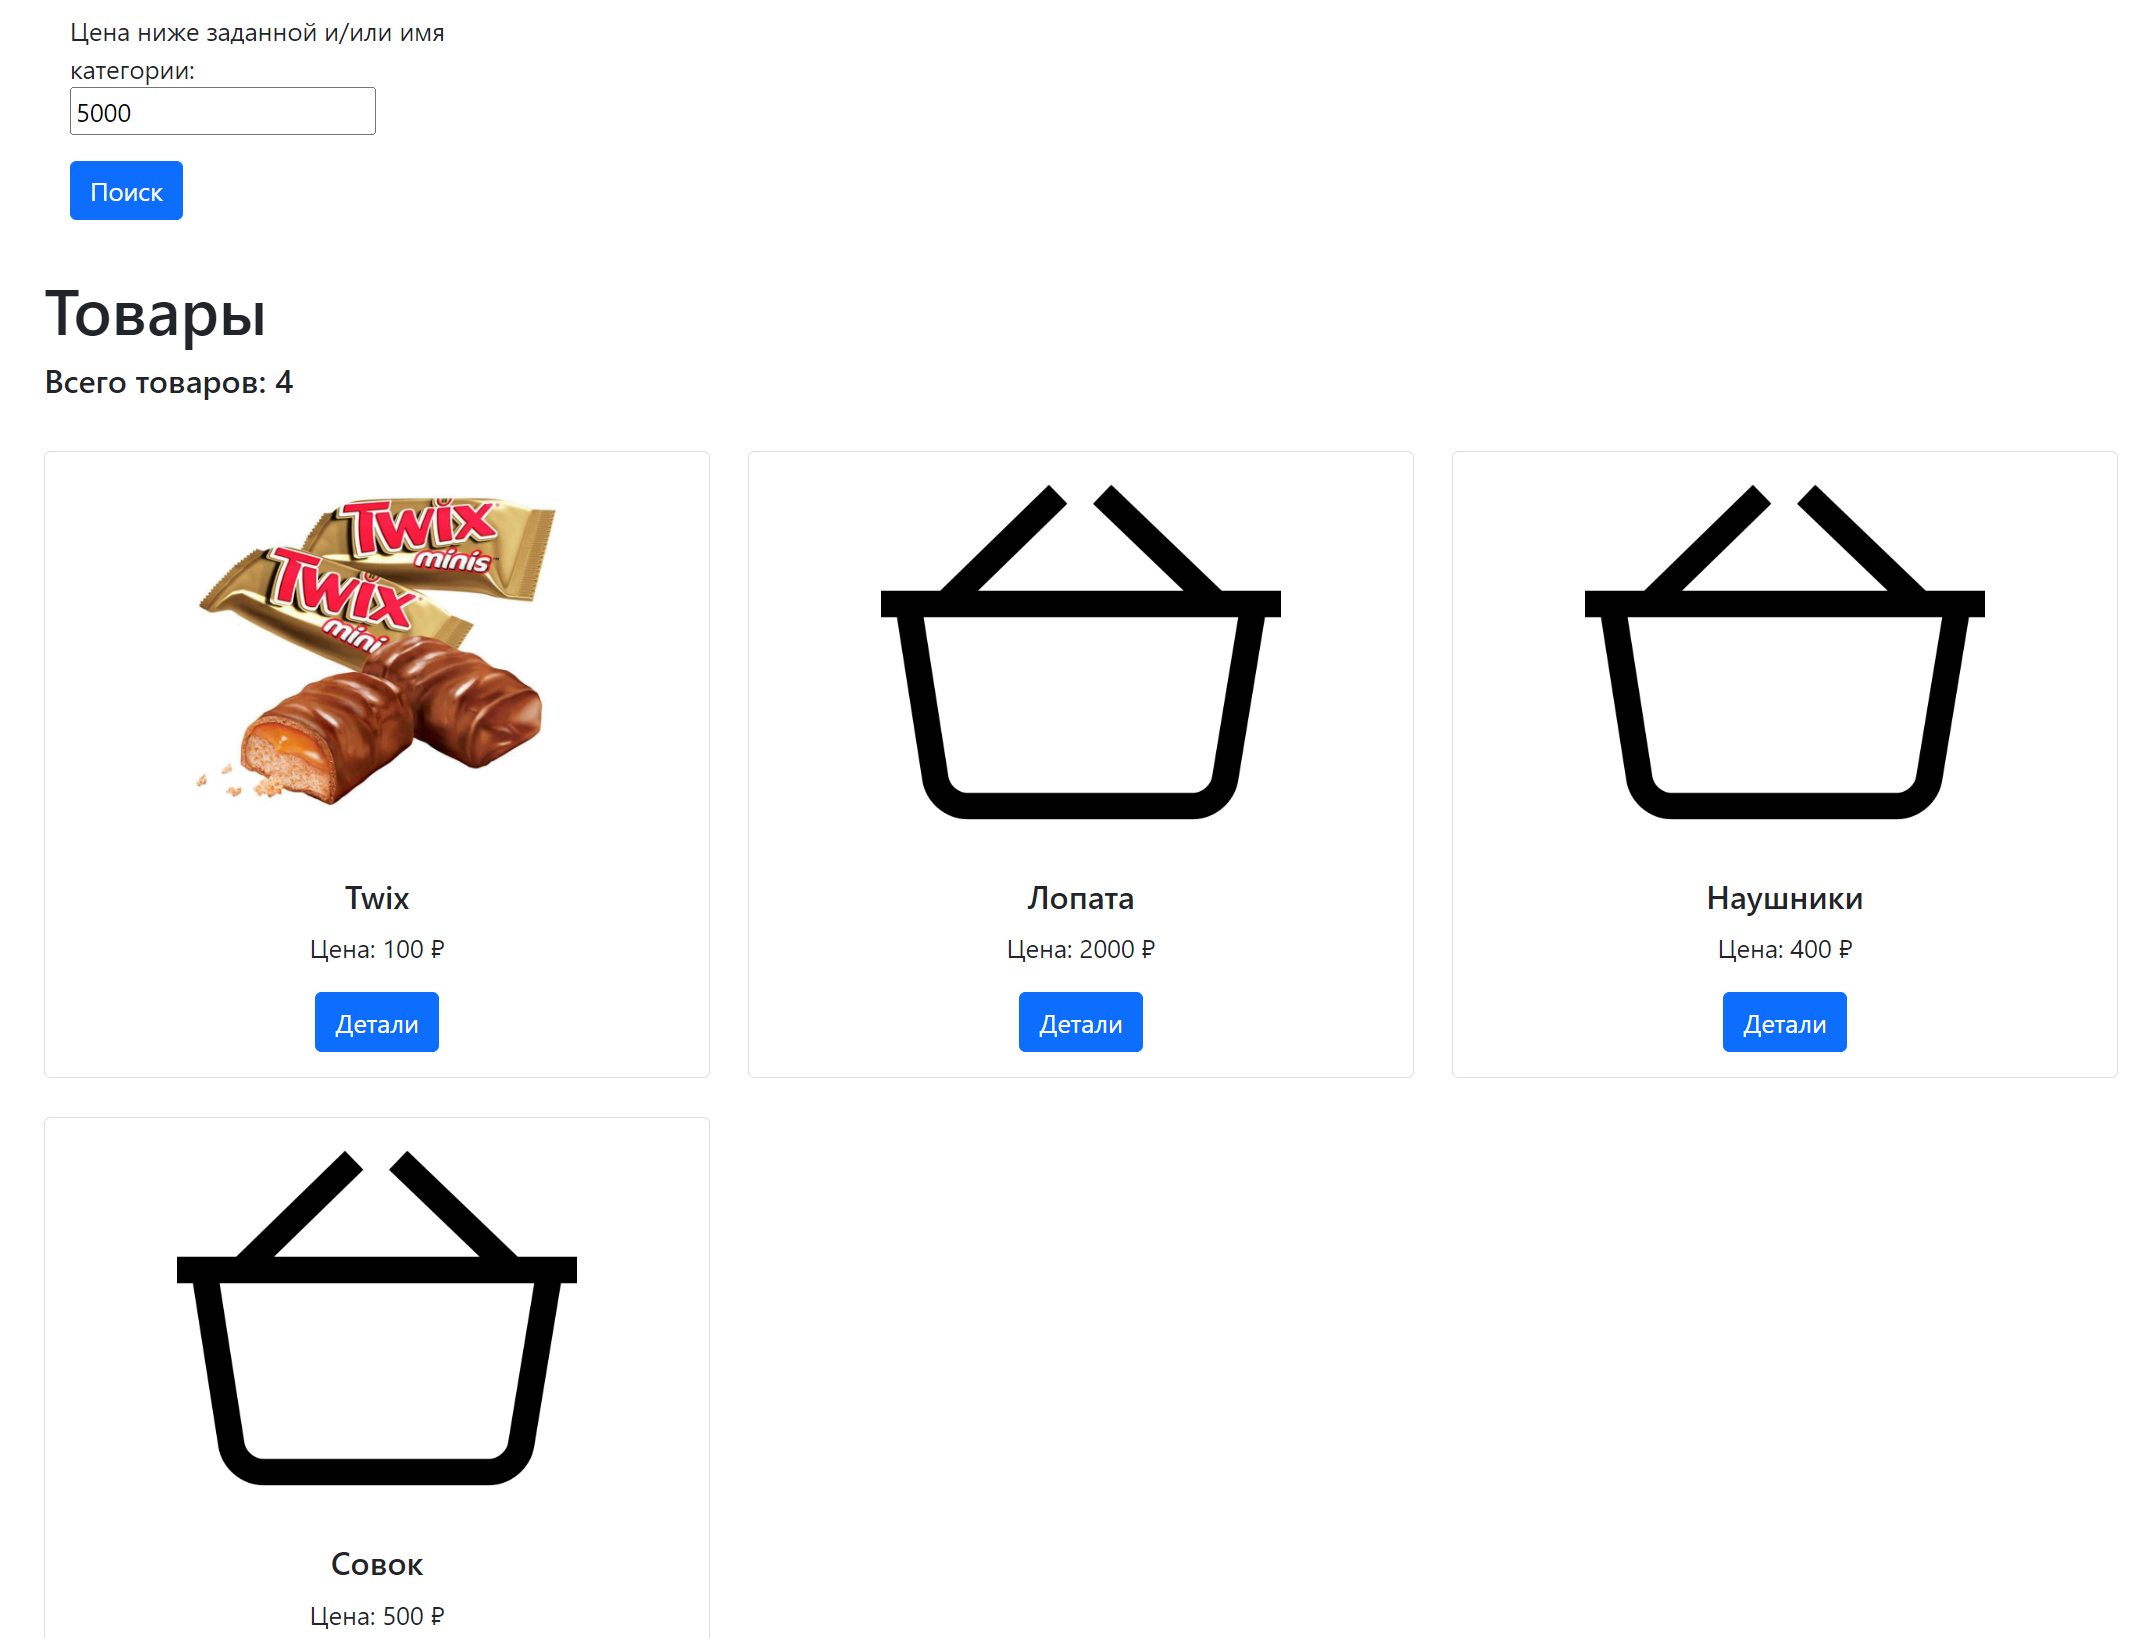 Цена ниже заданной и/или имя
категории:
5000
Поиск
Товары
Всего товаров: 4
Twix
minis
Twix
mini
Twix
Цена: 100 ₽
Детали
Лопата
Цена: 2000 ₽
Детали
Наушники
Цена: 400 ₽
Детали
Совок
Цена: 500 ₽